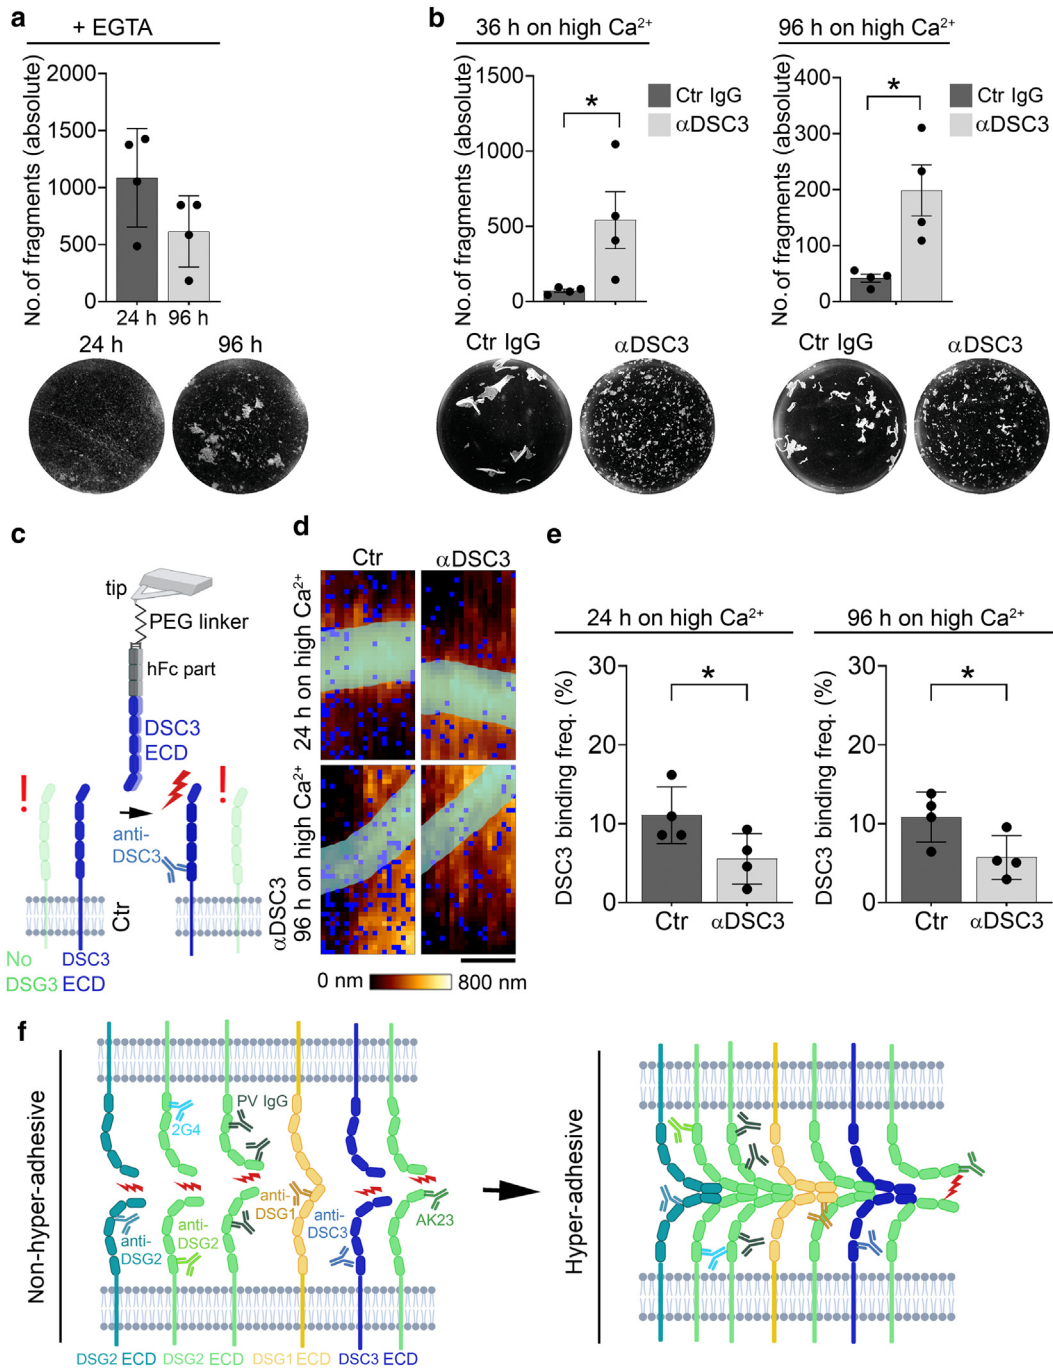 a
+ EGTA
No. of fragments (absolute)
2000
1500
1000
500
0
24 h
96 h
24 h
96 h
b
36 h on high Ca²⁺
No. of fragments (absolute)
1500
1000
500
0
*
Ctr IgG
αDSC3
Ctr IgG
αDSC3
96 h on high Ca²⁺
No. of fragments (absolute)
400
300
200
100
0
*
Ctr IgG
αDSC3
Ctr IgG
αDSC3
c
tip
PEG linker
hFc part
DSC3
ECD
!
!
anti-
DSC3
Ctr
αDSC3
No
DSG3
DSC3
ECD
d
Ctr
αDSC3
24 h on high Ca²⁺
96 h on high Ca²⁺
0 nm
800 nm
e
24 h on high Ca²⁺
DSC3 binding freq. (%)
30
20
10
0
*
Ctr
αDSC3
96 h on high Ca²⁺
DSC3 binding freq. (%)
30
20
10
0
*
Ctr
αDSC3
f
Non-hyper-adhesive
PV IgG
2G4
anti-
DSG2
anti-
DSG2
anti-
DSG1
anti-
DSC3
AK23
DSG2 ECD
DSG2 ECD
DSG1 ECD
DSC3 ECD
Hyper-adhesive